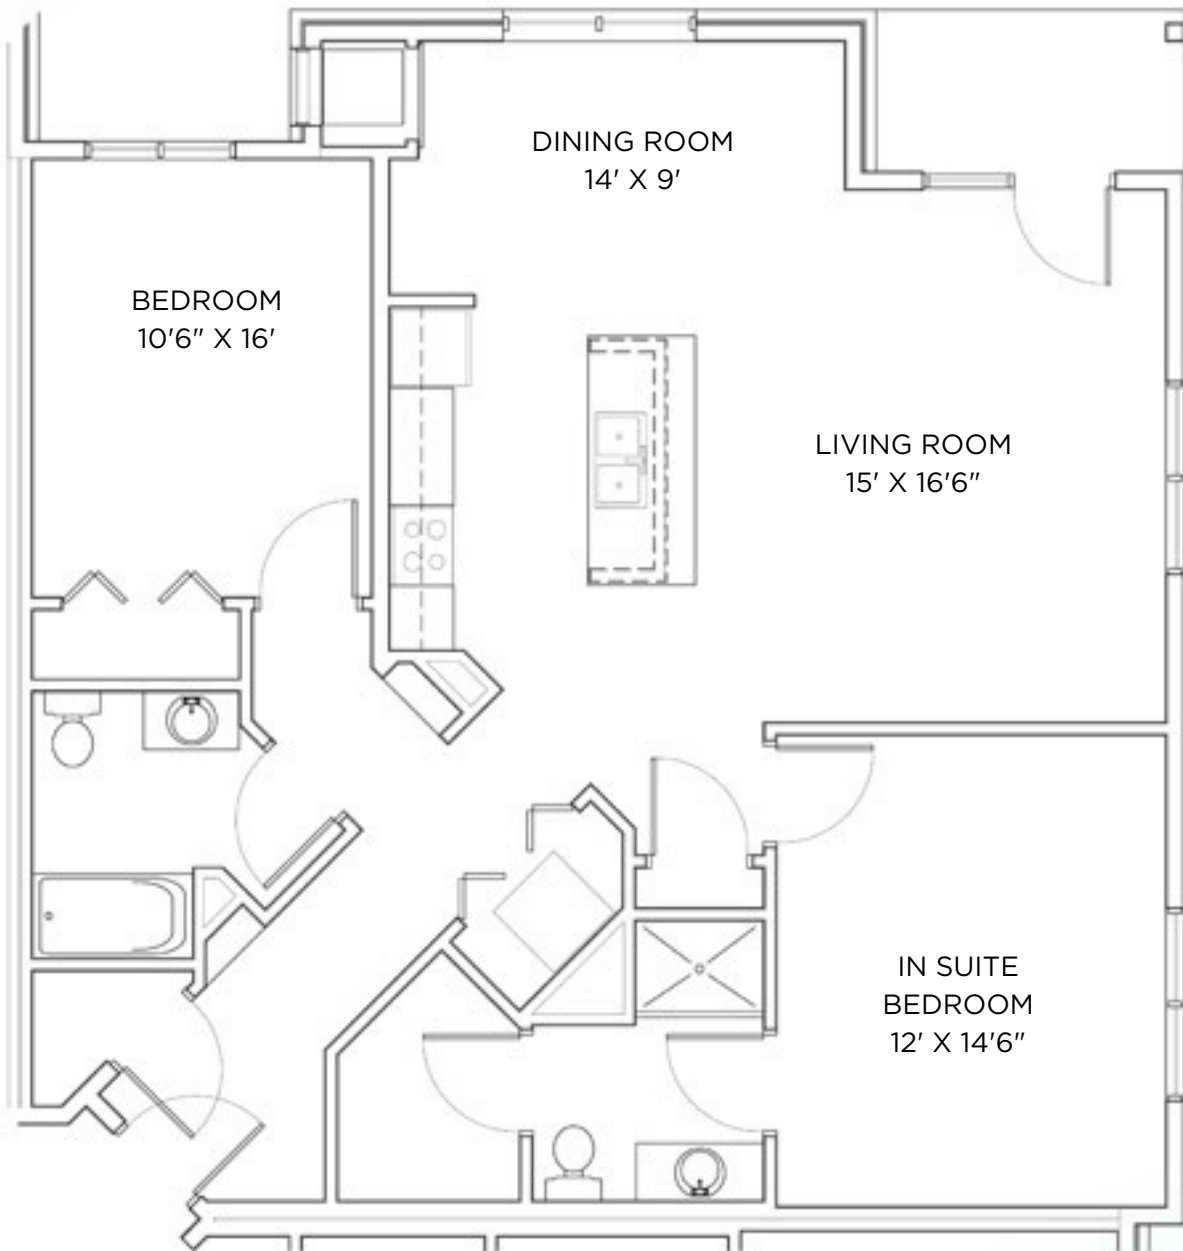 DINING ROOM
14' X 9'
BEDROOM
10'6" X 16'
LIVING ROOM
15' X 16'6"
IN SUITE
BEDROOM
12' X 14'6"